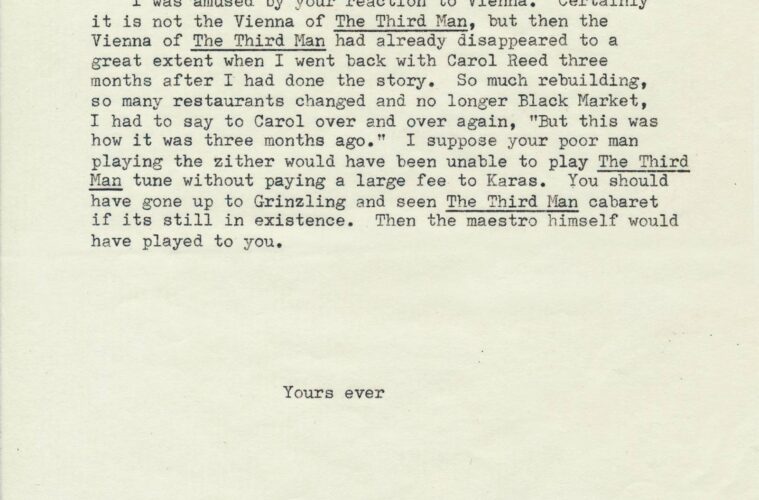 I was amused by your reaction to Vienna. Certainly
it is not the Vienna of The Third Man, but then the
Vienna of The Third Man had already disappeared to a
great extent when I went back with Carol Reed three
months after I had done the story. So much rebuilding,
so many restaurants changed and no longer Black Market,
I had to say to Carol over and over again, "But this was
how it was three months ago." I suppose your poor man
playing the zither would have been unable to play The Third
Man tune without paying a large fee to Karas. You should
have gone up to Grinzling and seen The Third Man cabaret
if its still in existence. Then the maestro himself would
have played to you.
Yours ever